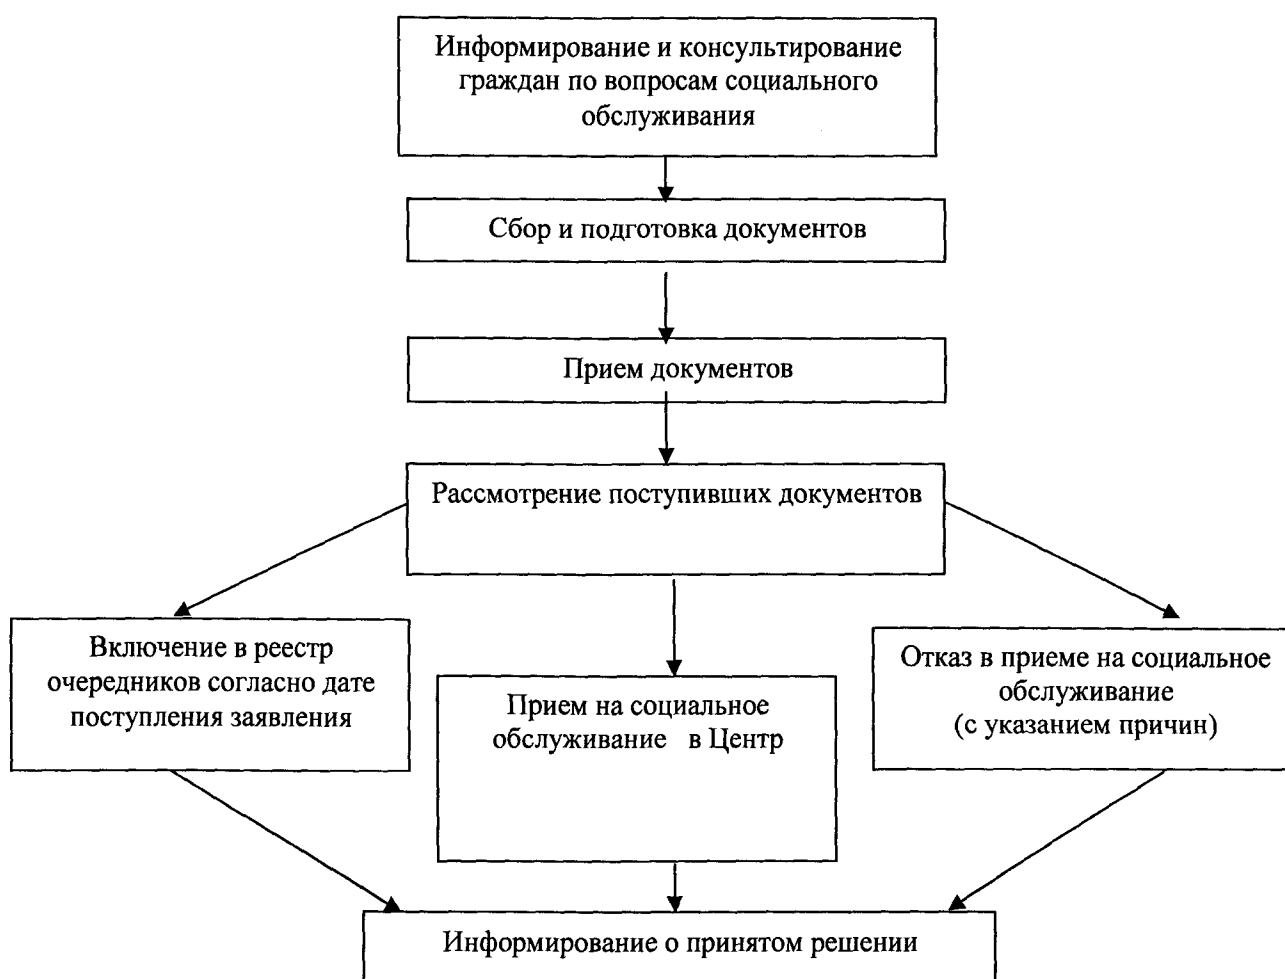 Информирование и консультирование
граждан по вопросам социального
обслуживания
Сбор и подготовка документов
Прием документов
Рассмотрение поступивших документов
Включение в реестр
очередников согласно дате
поступления заявления
Прием на социальное
обслуживание в Центр
Отказ в приеме на социальное
обслуживание
(с указанием причин)
Информирование о принятом решении